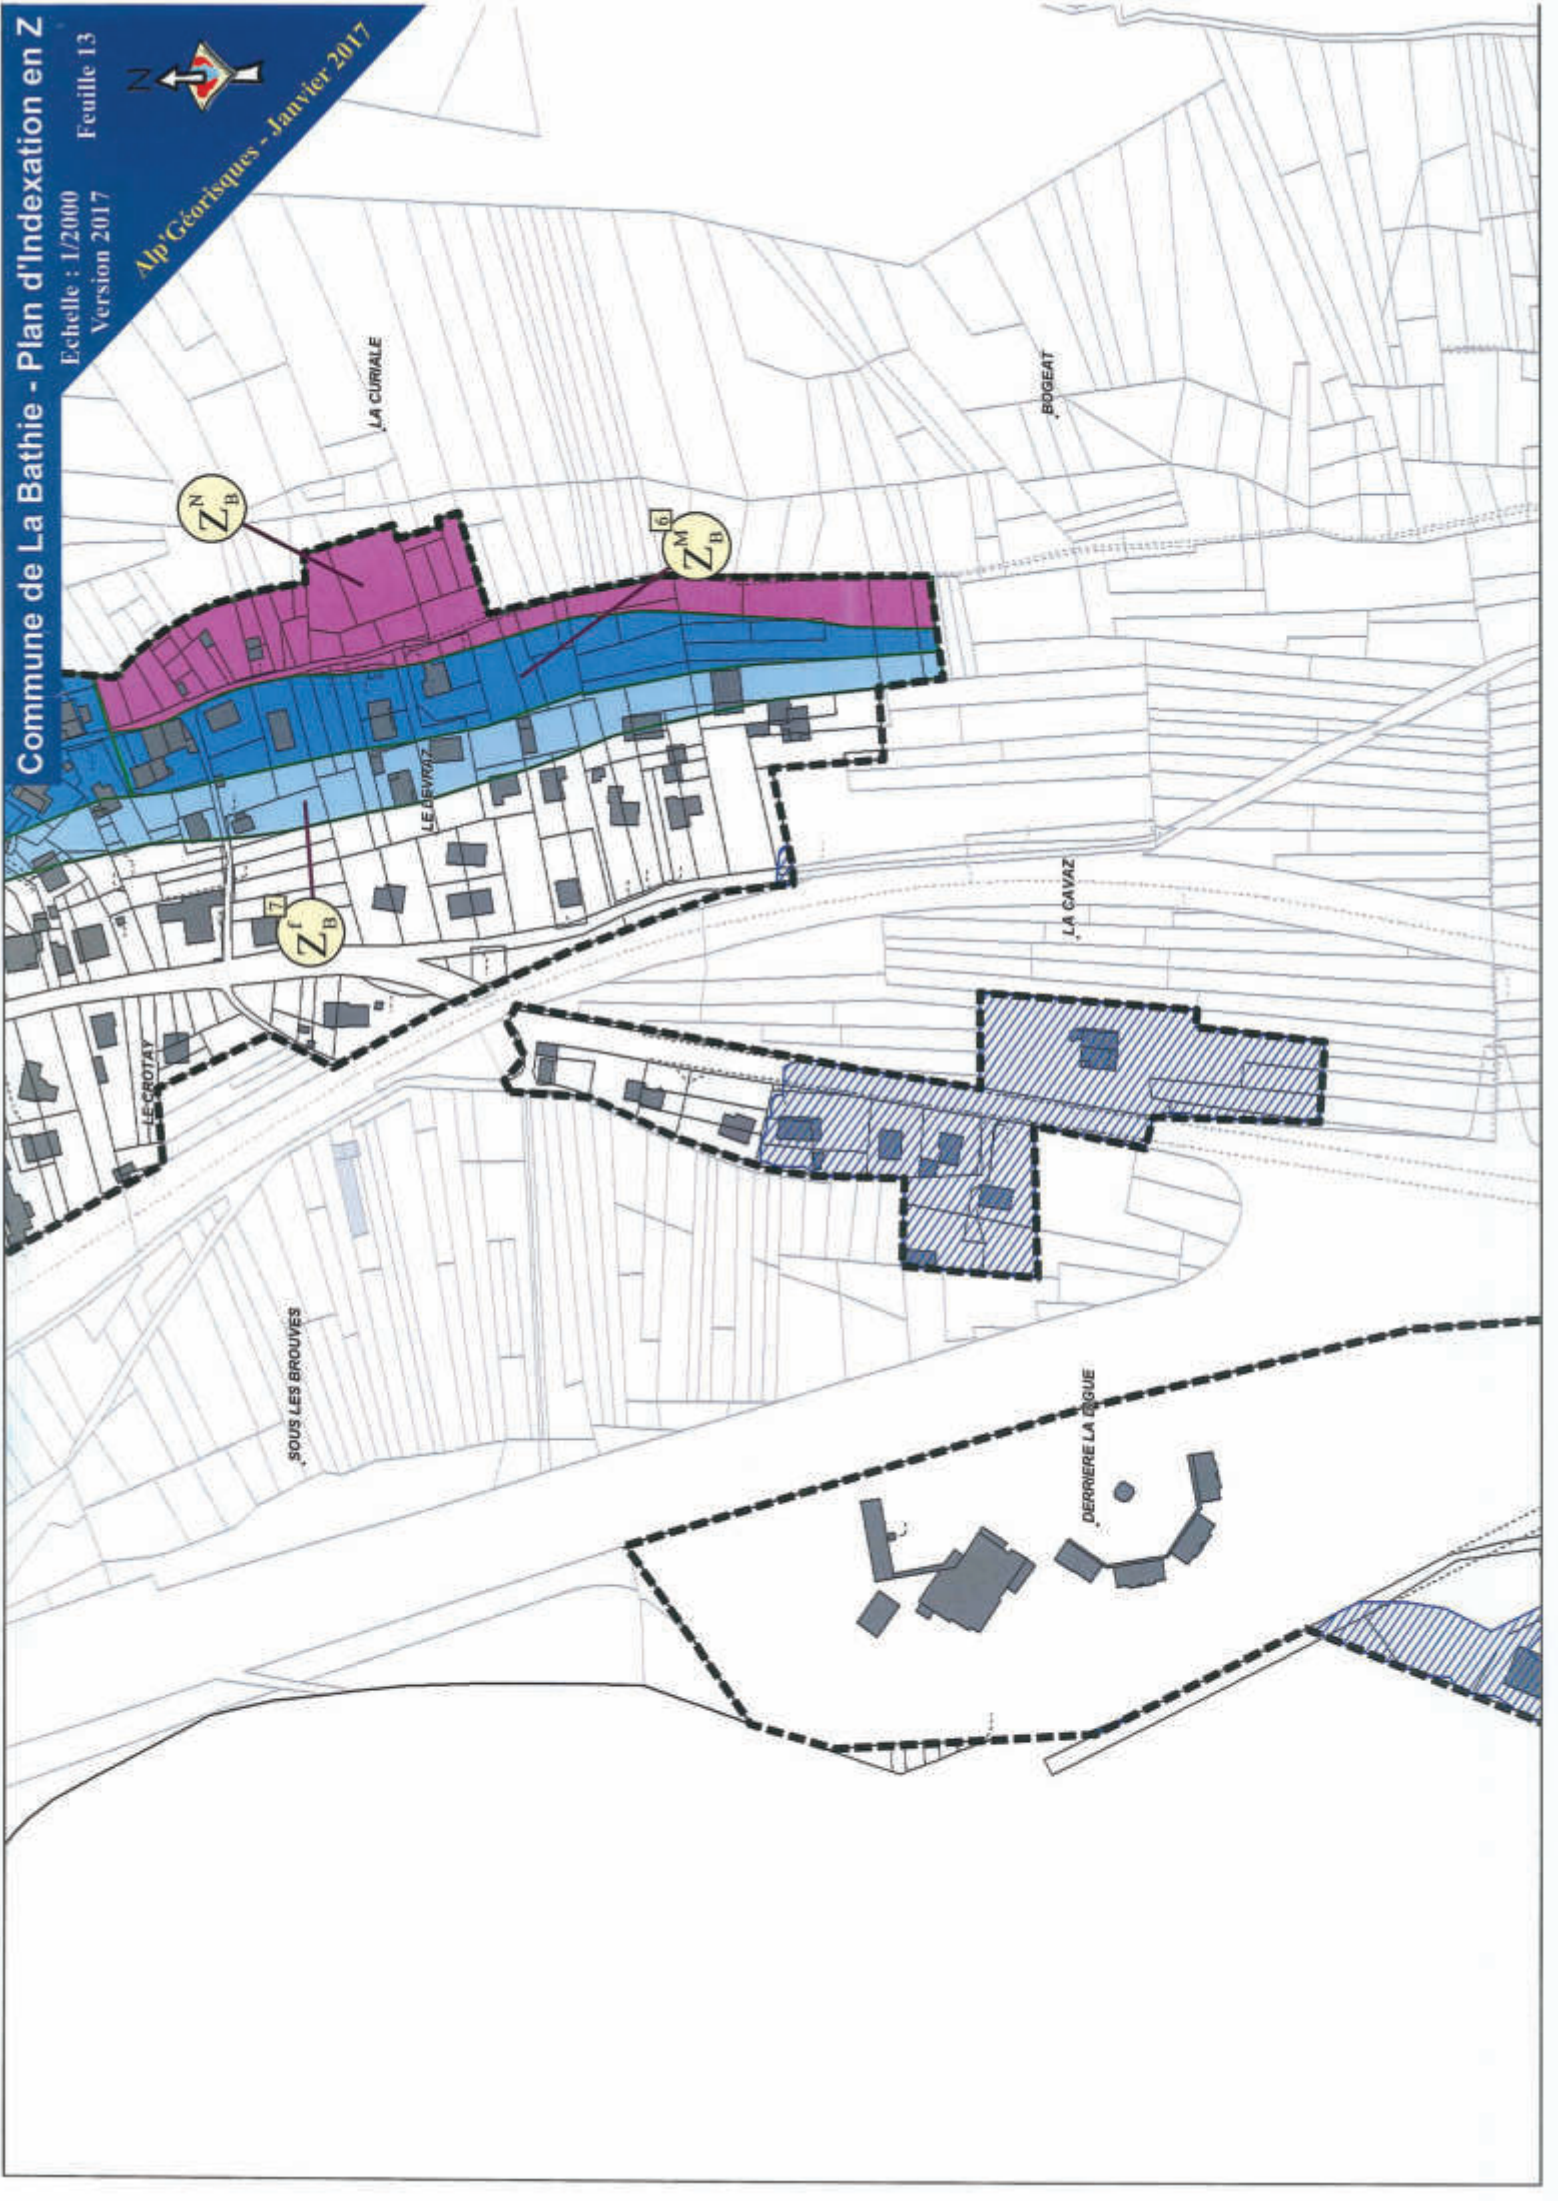 Commune de La Bathie - Plan d'Indexation en Z
Echelle : 1/2000
Feuille 13
Version 2017
N
Alp'Géorisques - Janvier 2017
LA CURIALE
Z N B
6
Z M B
BOGEAT
LE DEVRAZ
7
Z f B
LE CROTAY
LA CAVAZ
SOUS LES BROUVES
DERRIERE LA DIGUE